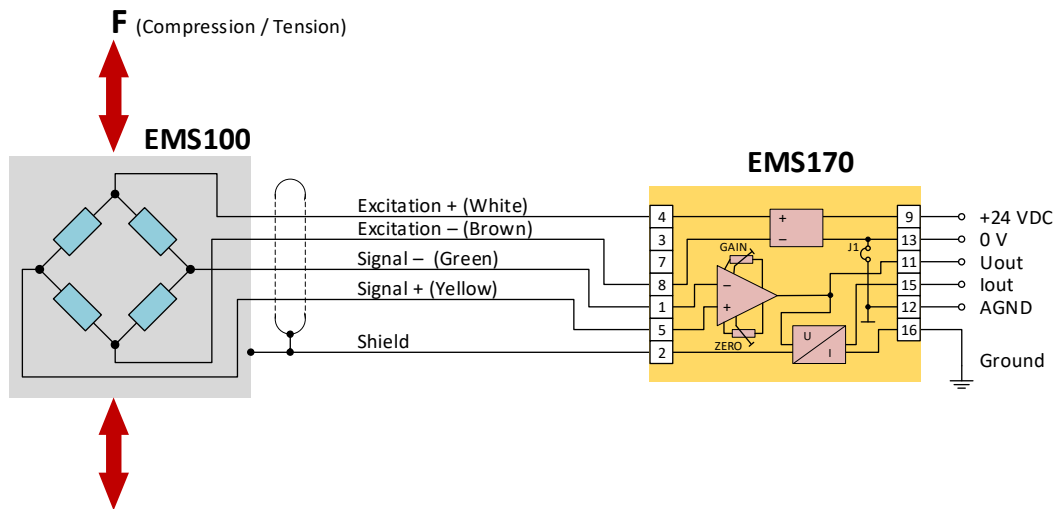 F (Compression / Tension)
EMS100
EMS170
Excitation + (White)
Excitation – (Brown)
Signal – (Green)
Signal + (Yellow)
Shield
4
3
7
8
1
5
2
+
–
GAIN
–
+
ZERO
J1
U
I
9
13
11
15
12
16
+24 VDC
0 V
Uout
Iout
AGND
Ground